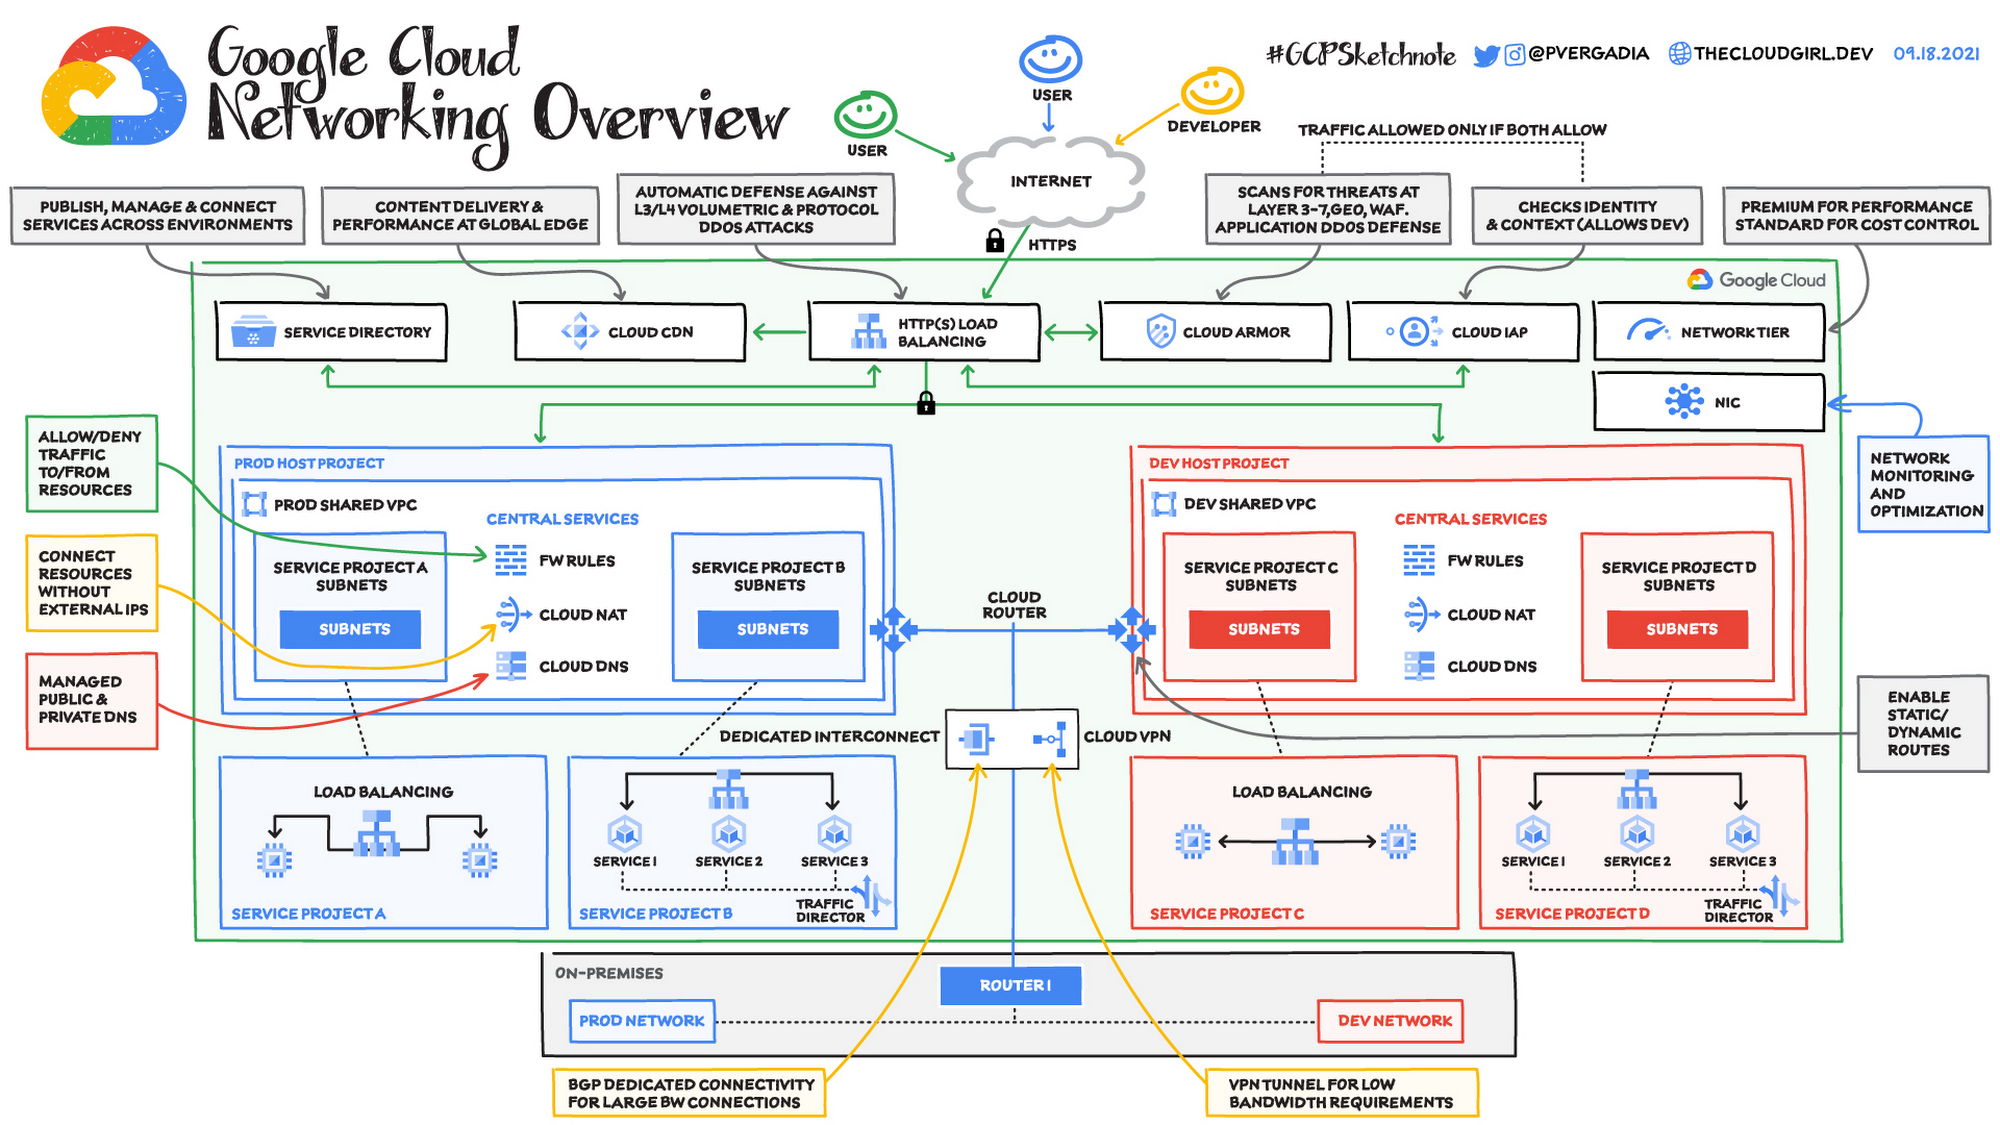 Google Cloud
Networking Overview
#GCPSketchnote
@PVERGADIA
THECLOUDGIRL.DEV
09.18.2021
USER
USER
DEVELOPER
INTERNET
HTTPS
TRAFFIC ALLOWED ONLY IF BOTH ALLOW
PUBLISH, MANAGE & CONNECT
SERVICES ACROSS ENVIRONMENTS
CONTENT DELIVERY &
PERFORMANCE AT GLOBAL EDGE
AUTOMATIC DEFENSE AGAINST
L3/L4 VOLUMETRIC & PROTOCOL
DDOS ATTACKS
SCANS FOR THREATS AT
LAYER 3-7,GEO, WAF.
APPLICATION DDOS DEFENSE
CHECKS IDENTITY
& CONTEXT (ALLOWS DEV)
PREMIUM FOR PERFORMANCE
STANDARD FOR COST CONTROL
Google Cloud
SERVICE DIRECTORY
CLOUD CDN
HTTP(S) LOAD
BALANCING
CLOUD ARMOR
CLOUD IAP
NETWORK TIER
NIC
ALLOW/DENY
TRAFFIC
TO/FROM
RESOURCES
CONNECT
RESOURCES
WITHOUT
EXTERNAL IPS
MANAGED
PUBLIC &
PRIVATE DNS
NETWORK
MONITORING
AND
OPTIMIZATION
ENABLE
STATIC/
DYNAMIC
ROUTES
PROD HOST PROJECT
PROD SHARED VPC
CENTRAL SERVICES
SERVICE PROJECT A
SUBNETS
SUBNETS
FW RULES
CLOUD NAT
CLOUD DNS
SERVICE PROJECT B
SUBNETS
SUBNETS
CLOUD
ROUTER
DEV HOST PROJECT
DEV SHARED VPC
CENTRAL SERVICES
SERVICE PROJECT C
SUBNETS
SUBNETS
FW RULES
CLOUD NAT
CLOUD DNS
SERVICE PROJECT D
SUBNETS
SUBNETS
DEDICATED INTERCONNECT
CLOUD VPN
LOAD BALANCING
SERVICE PROJECT A
SERVICE 1
SERVICE 2
SERVICE 3
TRAFFIC
DIRECTOR
SERVICE PROJECT B
LOAD BALANCING
SERVICE PROJECT C
SERVICE 1
SERVICE 2
SERVICE 3
TRAFFIC
DIRECTOR
SERVICE PROJECT D
ON-PREMISES
ROUTER 1
PROD NETWORK
DEV NETWORK
BGP DEDICATED CONNECTIVITY
FOR LARGE BW CONNECTIONS
VPN TUNNEL FOR LOW
BANDWIDTH REQUIREMENTS